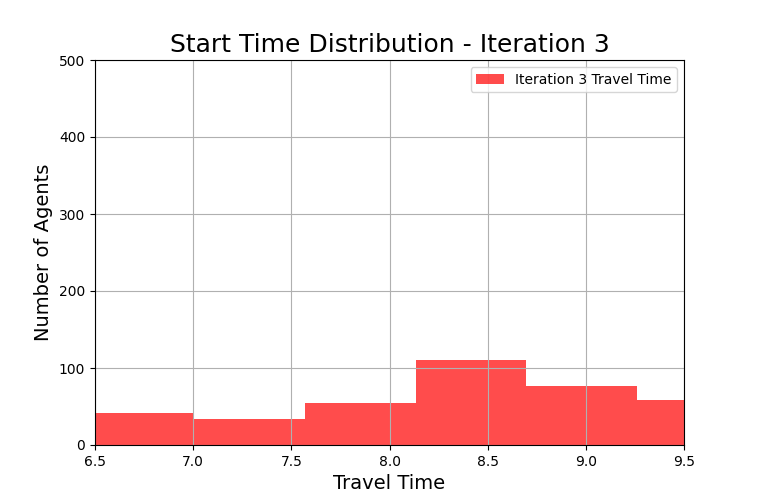 Start Time Distribution - Iteration 3
Iteration 3 Travel Time
Number of Agents
500
400
300
200
100
0
6.5 7.0 7.5 8.0 8.5 9.0 9.5
Travel Time